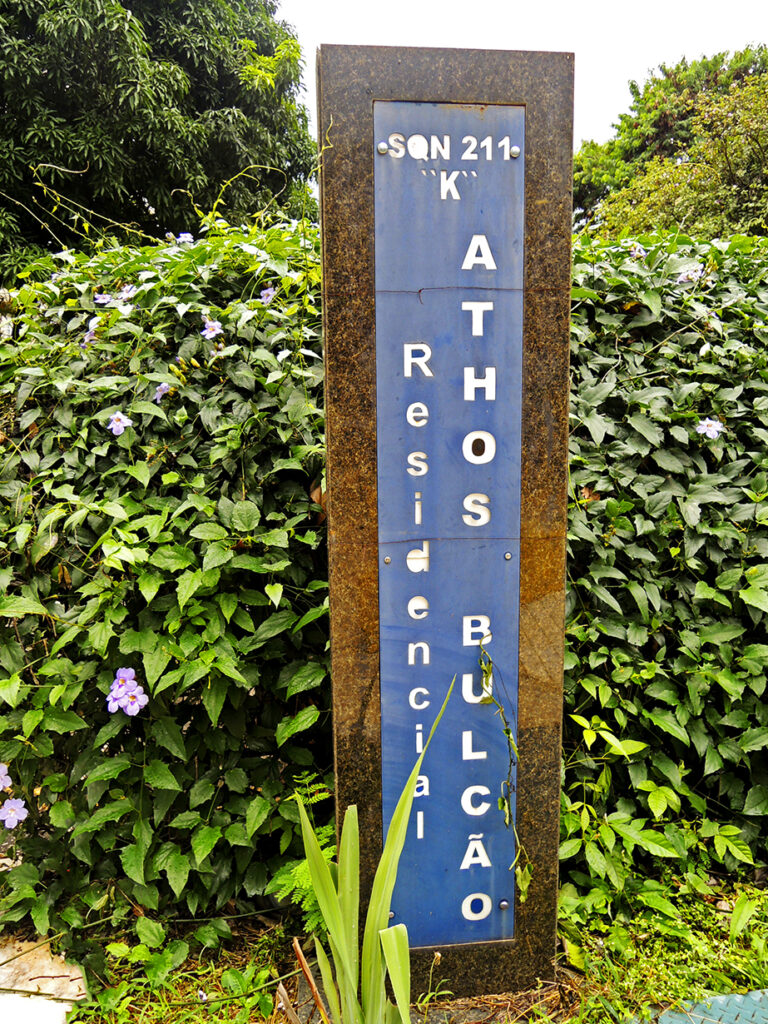 SQN 211
``K``
Residencial
ATHOS BULCÃO